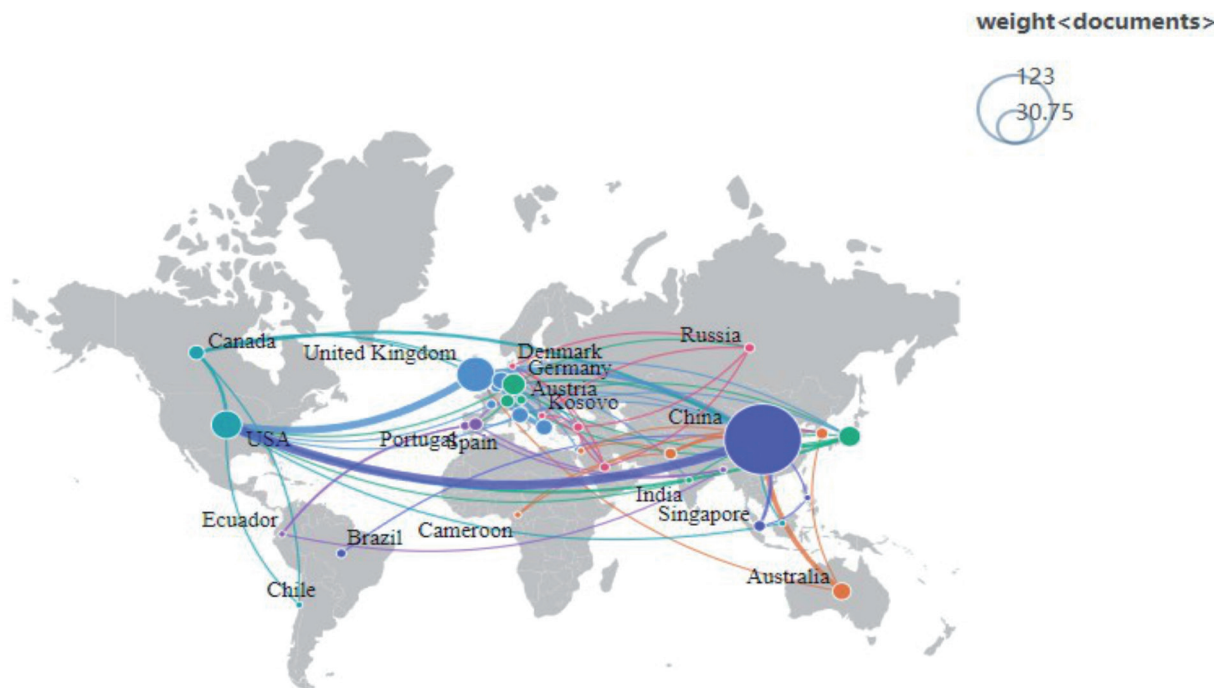 weight<documents>
123
30.75
Canada
United Kingdom
Denmark
Russia
Germany
Austria
Kosovo
China
USA
Portugal
Spain
India
Ecuador
Brazil
Cameroon
Singapore
Chile
Australia